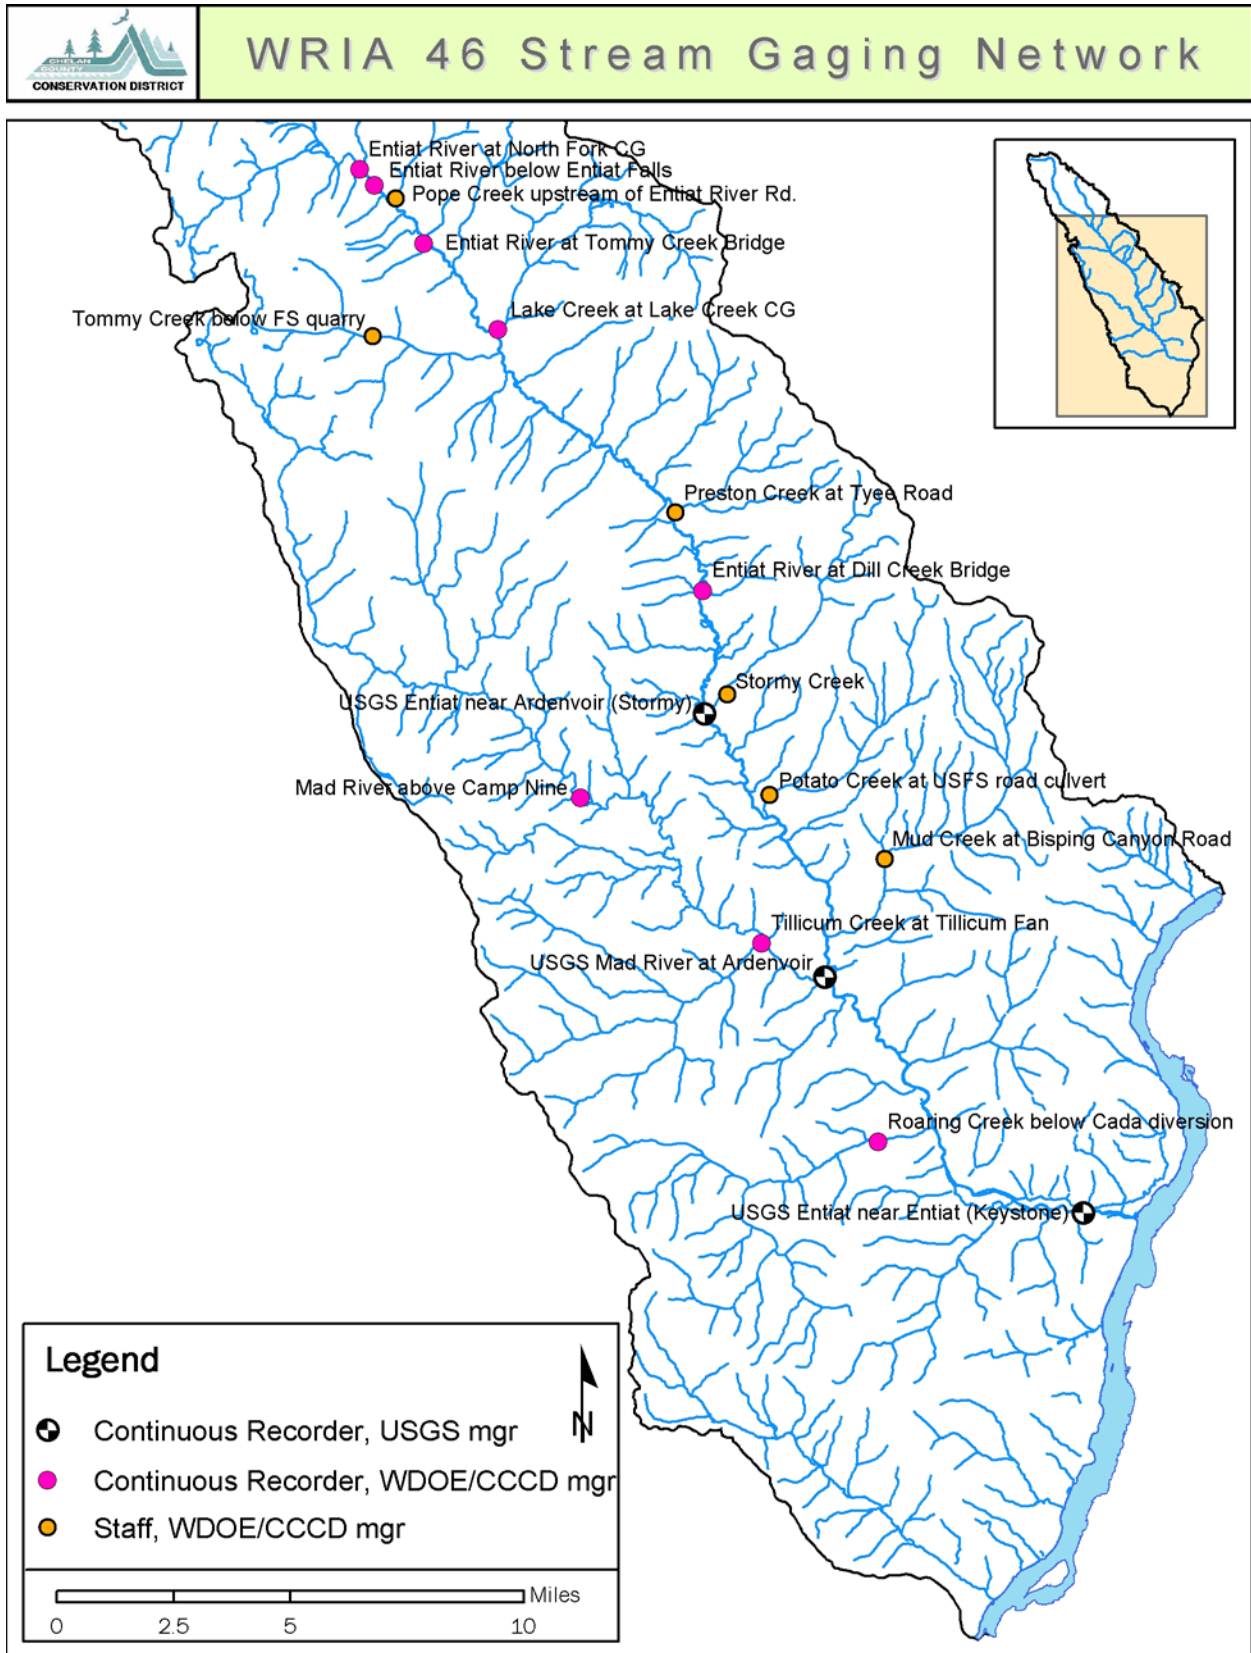 CHELAN
COUNTY
CONSERVATION DISTRICT
WRIA 46 Stream Gaging Network
Entiat River at North Fork CG
Entiat River below Entiat Falls
Pope Creek upstream of Entiat River Rd.
Entiat River at Tommy Creek Bridge
Lake Creek at Lake Creek CG
Tommy Creek below FS quarry
Preston Creek at Tyee Road
Entiat River at Dill Creek Bridge
Stormy Creek
USGS Entiat near Ardenvoir (Stormy)
Potato Creek at USFS road culvert
Mad River above Camp Nine
Mud Creek at Bisping Canyon Road
Tillicum Creek at Tillicum Fan
USGS Mad River at Ardenvoir
Roaring Creek below Cada diversion
USGS Entiat near Entiat (Keystone)
Legend
N
Continuous Recorder, USGS mgr
Continuous Recorder, WDOE/CCCD mgr
Staff, WDOE/CCCD mgr
Miles
0 2.5 5 10